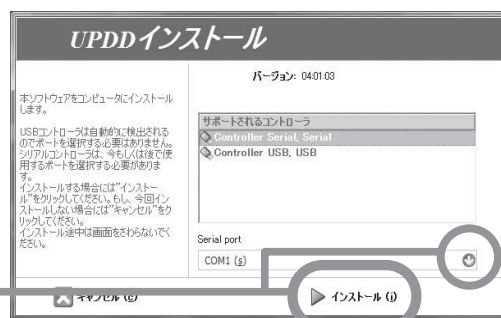 UPDDインストール
バージョン: 04.01.03
本ソフトウェアをコンピュータにインストール
します。
USBコントローラは自動的に検出される
のでポートを選択する必要はありません。
シリアルコントローラは、今もしくは後で使
用するポートを選択する必要がありま
す。
インストールする場合には"インストー
ル"をクリックしてください。もし、今回イン
ストールしない場合には"キャンセル"をク
リックしてください。
インストール途中は画面をさわらないでく
ださい。
サポートされるコントローラ
Controller Serial, Serial
Controller USB, USB
Serial port
COM1 (s)
キャンセル (c)
インストール (i)